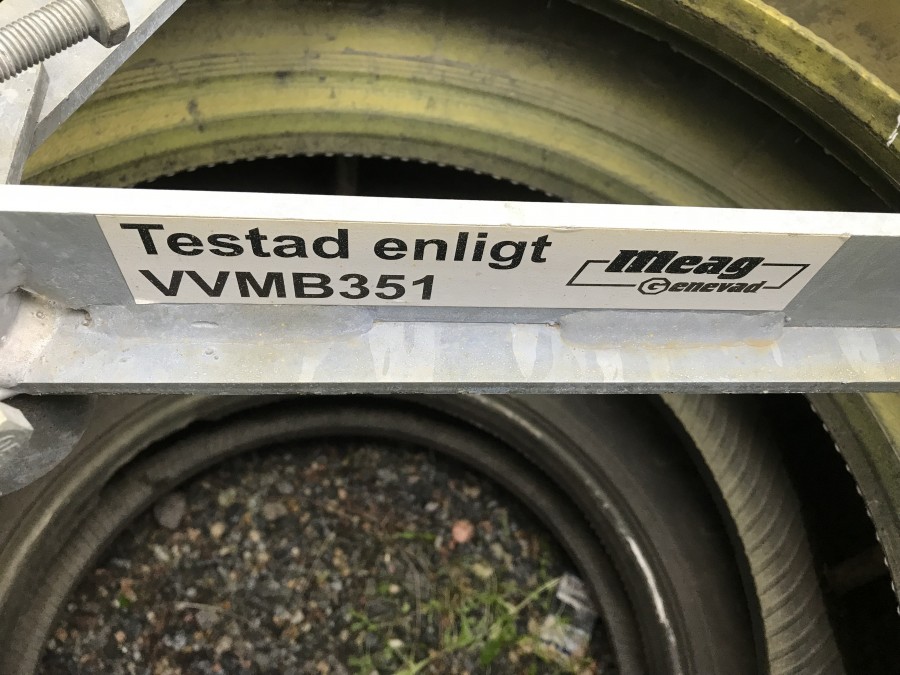 Testad enligt
VVMB351
Meag
Genevad